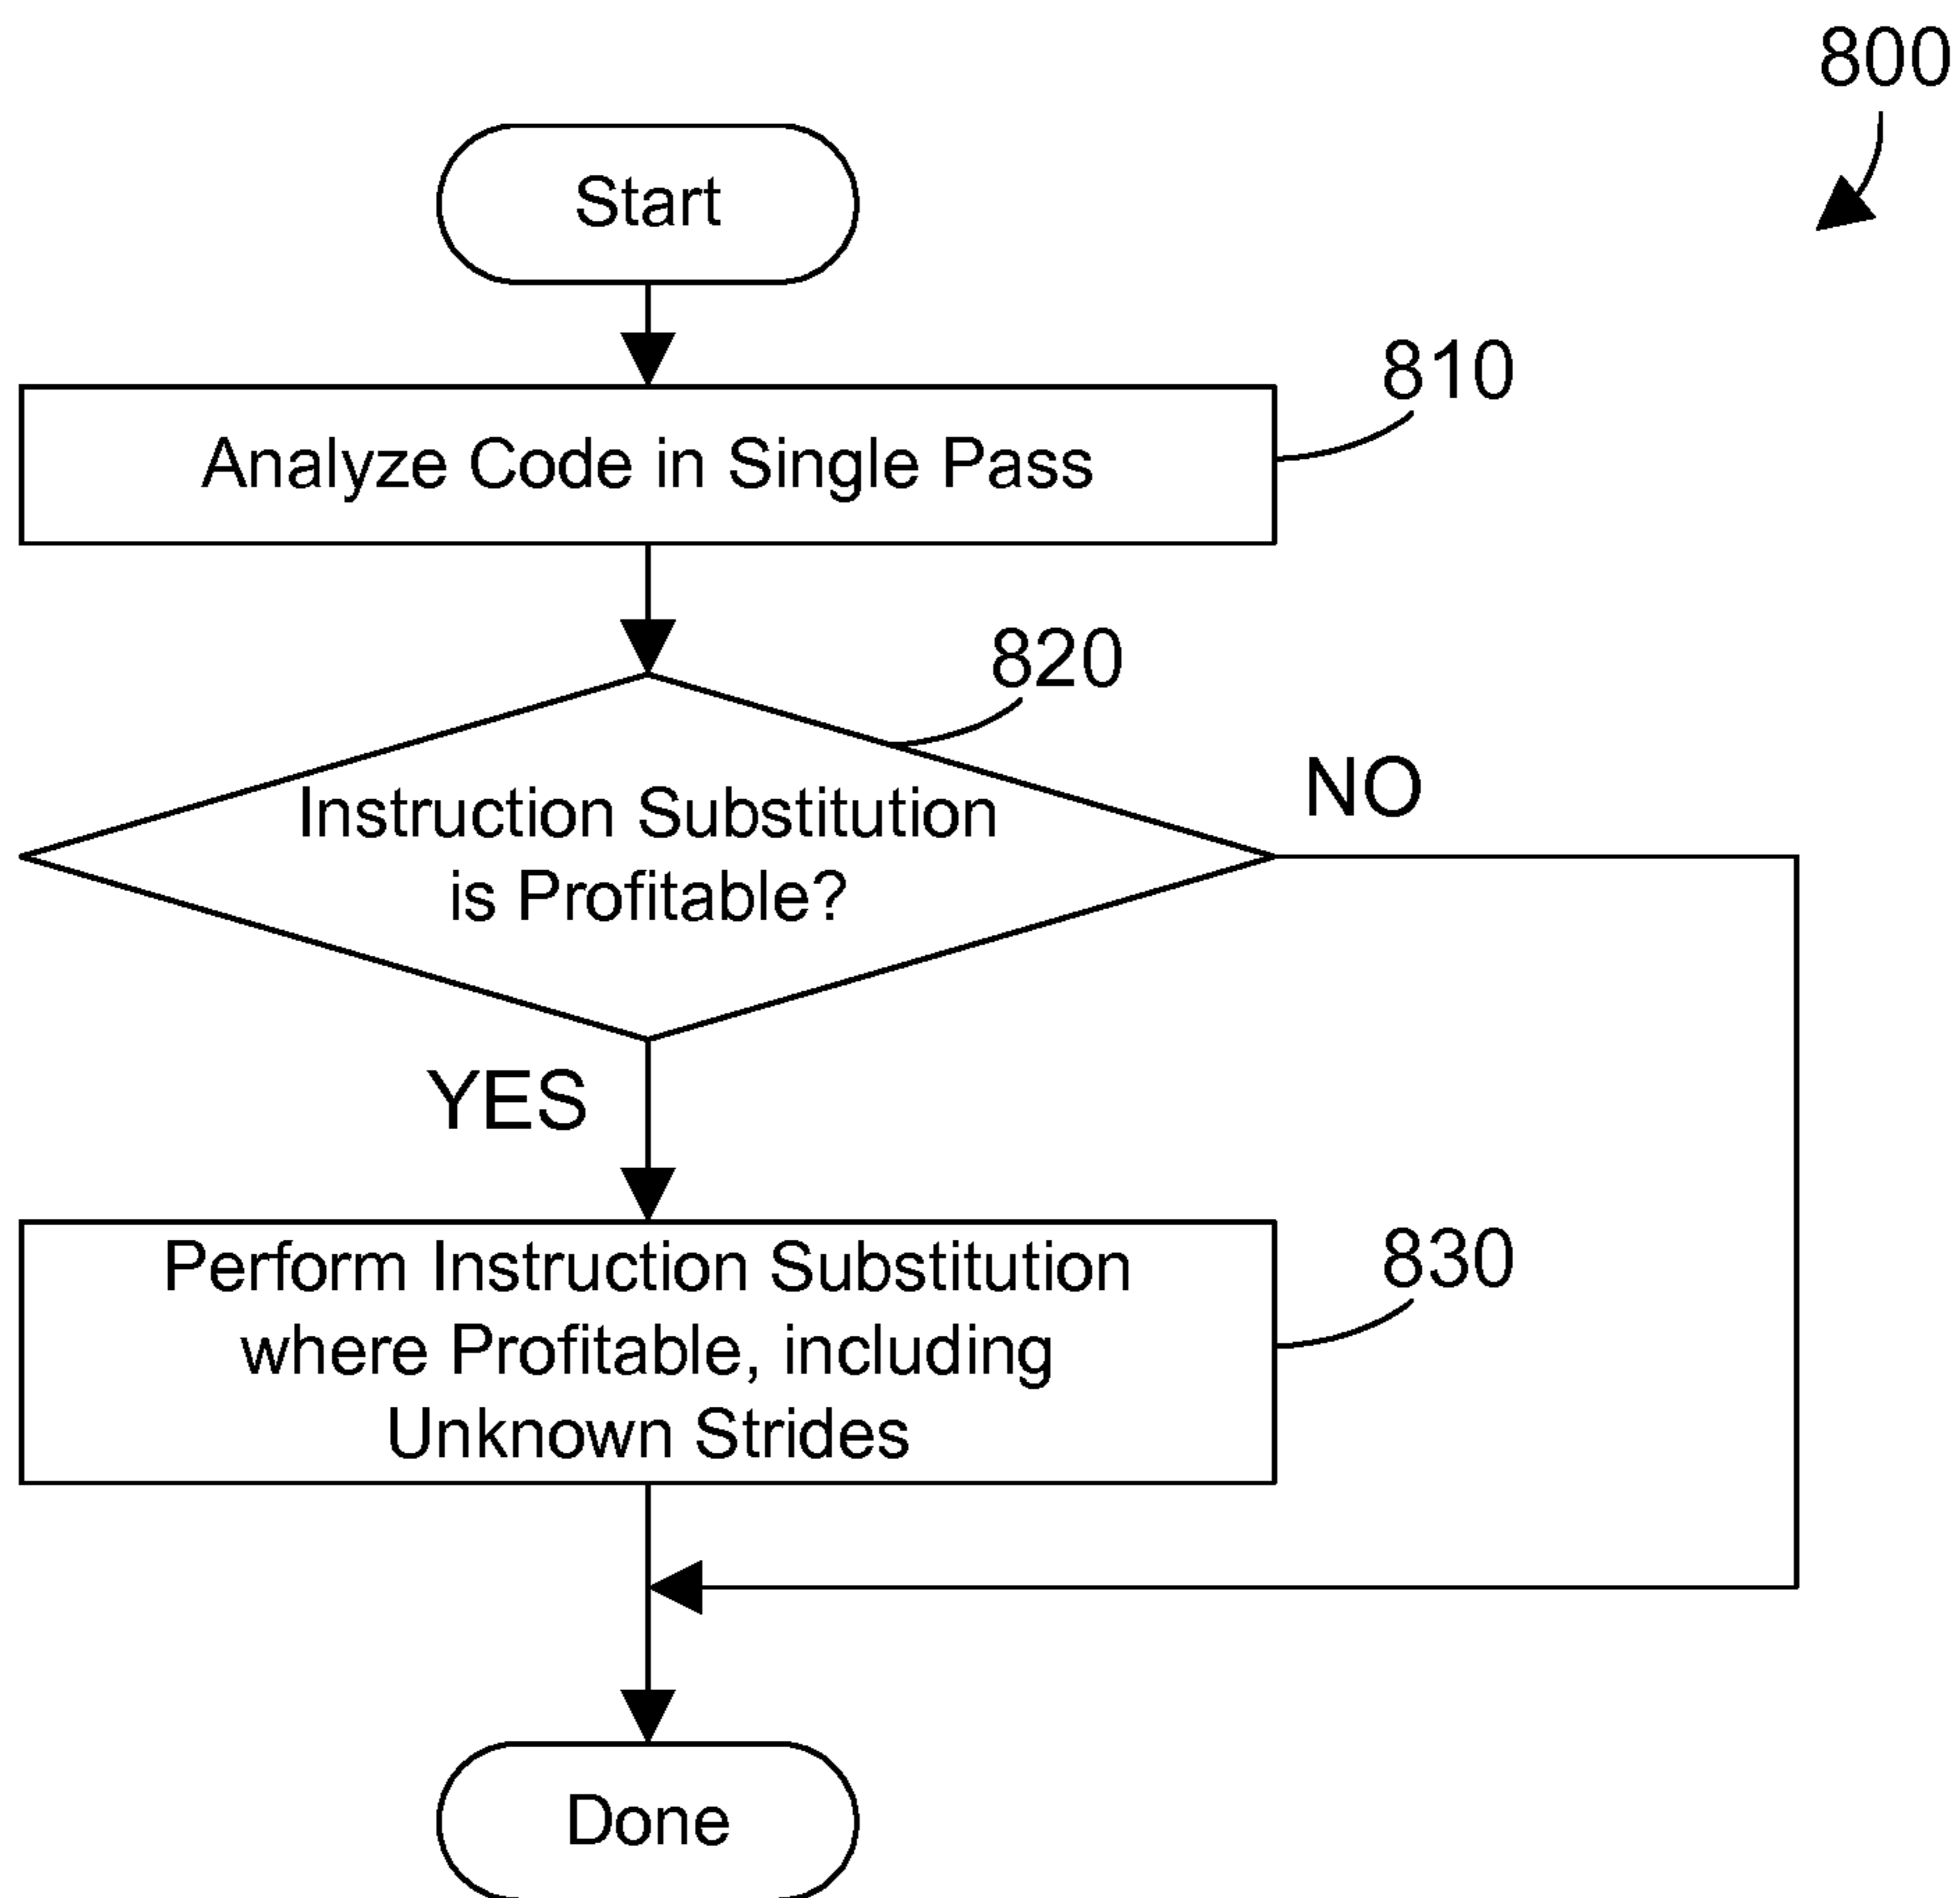 800
Start
810
Analyze Code in Single Pass
820
Instruction Substitution
is Profitable?
NO
YES
830
Perform Instruction Substitution
where Profitable, including
Unknown Strides
Done